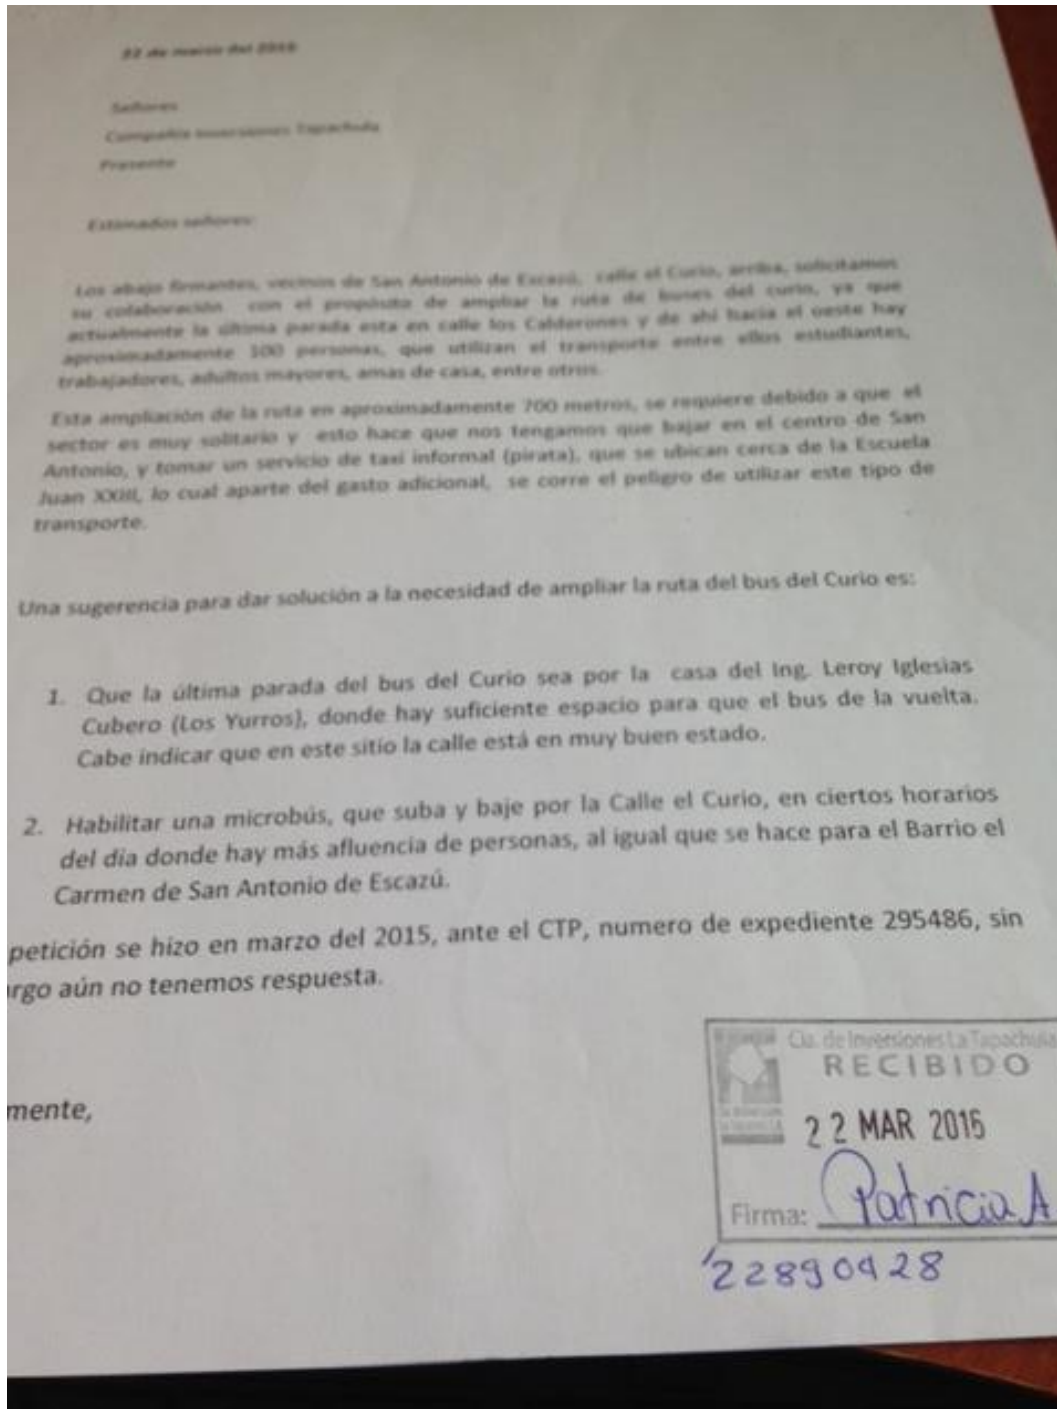 22 de marzo del 2016
Señores
Compañía Inversiones Tapachula
Presente
Estimados señores:
Los abajo firmantes, vecinos de San Antonio de Escazú, calle el Curio, arriba, solicitamos
su colaboración con el propósito de ampliar la ruta de buses del curio, ya que
actualmente la última parada esta en calle los Calderones y de ahí hacia el oeste hay
aproximadamente personas, que utilizan el transporte entre ellos estudiantes,
trabajadores, adultos mayores, amas de casa, entre otros.
Esta ampliación de la ruta en aproximadamente 700 metros, se requiere debido a que el
sector es muy solitario y esto hace que nos tengamos que bajar en el centro de San
Antonio, y tomar un servicio de taxi informal (pirata), que se ubican cerca de la Escuela
Juan XXIII, lo cual aparte del gasto adicional, se corre el peligro de utilizar este tipo de
transporte.
Una sugerencia para dar solución a la necesidad de ampliar la ruta del bus del Curio es:
1. Que la última parada del bus del Curio sea por la casa del Ing. Leroy Iglesias
Cubero (Los Yurros), donde hay suficiente espacio para que el bus de la vuelta.
Cabe indicar que en este sitio la calle está en muy buen estado.
2. Habilitar una microbús, que suba y baje por la Calle el Curio, en ciertos horarios
del día donde hay más afluencia de personas, al igual que se hace para el Barrio el
Carmen de San Antonio de Escazú.
petición se hizo en marzo del 2015, ante el CTP, numero de expediente 295486, sin
rgo aún no tenemos respuesta.
mente,
Cia. de Inversiones La Tapachula
RECIBIDO
22 MAR 2016
Firma: Patricia A
22890928